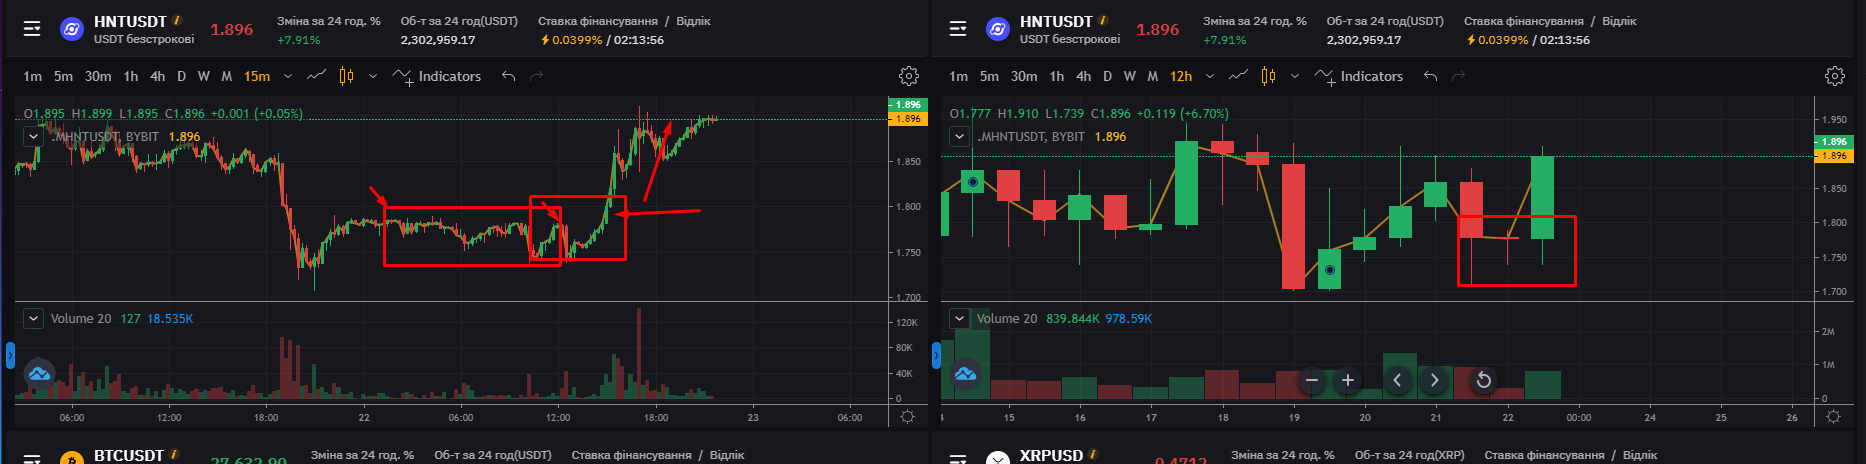 HNTUSDT
USDT безстрокові
1.896
Зміна за 24 год. %
+7.91%
Об-т за 24 год(USDT)
2,302,959.17
Ставка фінансування / Відлік
0.0399% / 02:13:56
1m 5m 30m 1h 4h D W M 15m Indicators
O1.895 H1.899 L1.895 C1.896 +0.001 (+0.05%)
.MHNTUSDT, BYBIT 1.896
1.896
1.896
1.850
1.800
1.750
1.700
Volume 20 127 18.535K
120K
80K
40K
0
06:00 12:00 18:00 22 06:00 12:00 18:00 23 06:00
BTCUSDT
27,632.90
Зміна за 24 год. %
Об-т за 24 год(USDT)
Ставка фінансування / Відлік
HNTUSDT
USDT безстрокові
1.896
Зміна за 24 год. %
+7.91%
Об-т за 24 год(USDT)
2,302,959.17
Ставка фінансування / Відлік
0.0399% / 02:13:56
1m 5m 30m 1h 4h D W M 12h Indicators
O1.777 H1.910 L1.739 C1.896 +0.119 (+6.70%)
.MHNTUSDT, BYBIT 1.896
1.950
1.896
1.896
1.850
1.800
1.750
1.700
Volume 20 839.844K 978.59K
2M
1M
0
15 16 17 18 19 20 21 22 00:00 24 25 26
XRPUSD
0.4712
Зміна за 24 год. %
Об-т за 24 год(XRP)
Ставка фінансування / Відлік